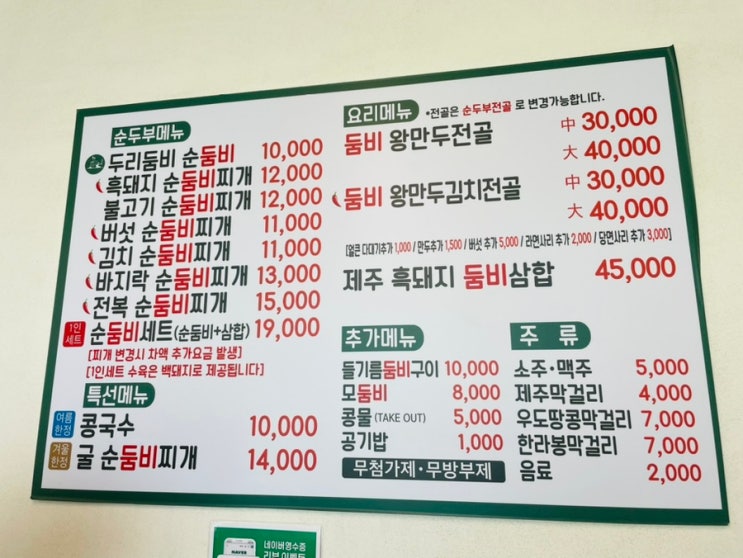 순두부메뉴
두리둠비 순둠비 10,000
흑돼지 순둠비찌개 12,000
불고기 순둠비찌개 12,000
버섯 순둠비찌개 11,000
김치 순둠비찌개 11,000
바지락 순둠비찌개 13,000
전복 순둠비찌개 15,000
1인 세트 순둠비세트(순둠비+삼합) 19,000
[찌개 변경시 차액 추가요금 발생]
[1인세트 수육은 백돼지로 제공됩니다]
특선메뉴
여름한정 콩국수 10,000
겨울한정 굴 순둠비찌개 14,000
요리메뉴 •전골은 순두부전골 로 변경가능합니다.
둠비 왕만두전골 中 30,000
大 40,000
둠비 왕만두김치전골 中 30,000
大 40,000
[얼큰 다대기추가 1,000 / 만두추가 1,500 / 버섯 추가 5,000 / 라면사리 추가 2,000 / 당면사리 추가 3,000]
제주 흑돼지 둠비삼합 45,000
추가메뉴
들기름둠비구이 10,000
모둠비 8,000
콩물 (TAKE OUT) 5,000
공기밥 1,000
무첨가제·무방부제
주 류
소주·맥주 5,000
제주막걸리 4,000
우도땅콩막걸리 7,000
한라봉막걸리 7,000
음료 2,000
네이버영수증
리뷰 이벤트
NAVER